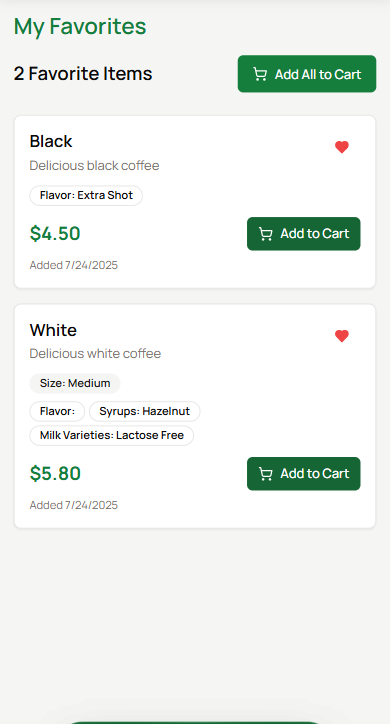 My Favorites
2 Favorite Items
Add All to Cart
Black
Delicious black coffee
Flavor: Extra Shot
$4.50
Add to Cart
Added 7/24/2025
White
Delicious white coffee
Size: Medium
Flavor: Syrups: Hazelnut
Milk Varieties: Lactose Free
$5.80
Add to Cart
Added 7/24/2025